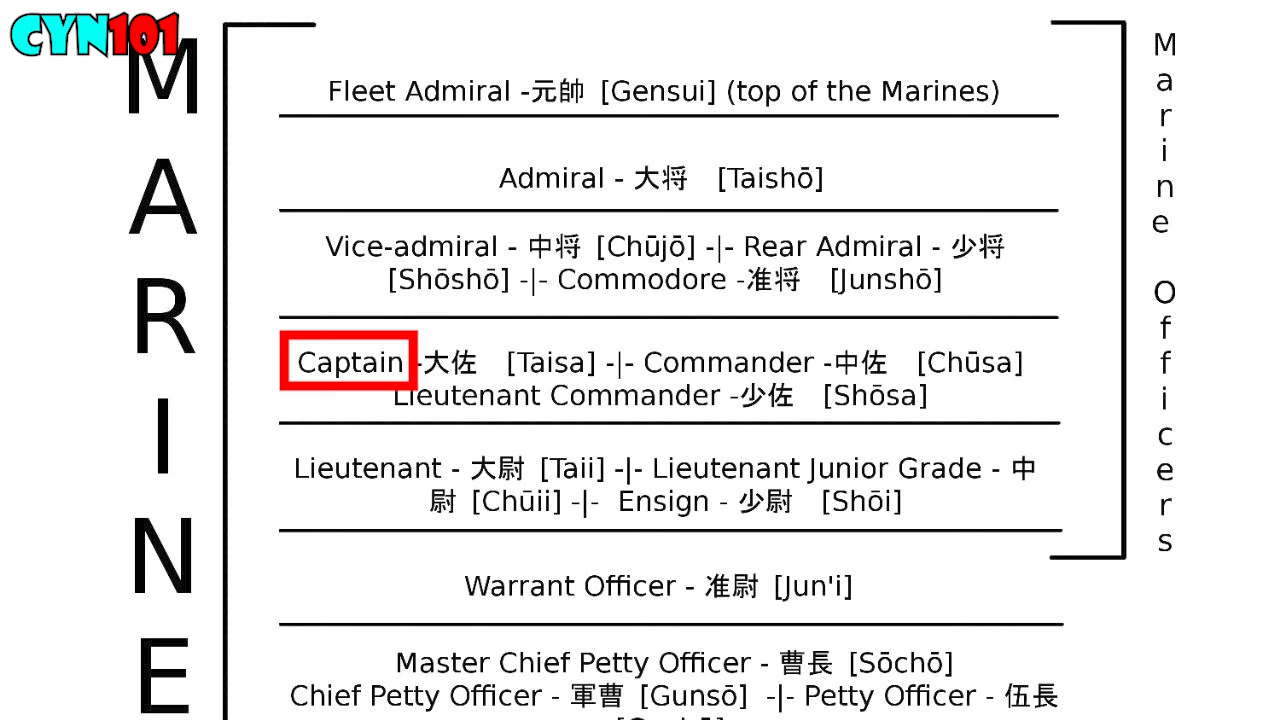 CYN101
MARINE
Fleet Admiral -元帥 [Gensui] (top of the Marines)
Admiral - 大将 [Taishō]
Vice-admiral - 中将 [Chūjō] -|- Rear Admiral - 少将
[Shōshō] -|- Commodore -准将 [Junshō]
Captain -大佐 [Taisa] -|- Commander -中佐 [Chūsa]
Lieutenant Commander -少佐 [Shōsa]
Lieutenant - 大尉 [Taii] -|- Lieutenant Junior Grade - 中
尉 [Chūii] -|- Ensign - 少尉 [Shōi]
Warrant Officer - 准尉 [Jun'i]
Master Chief Petty Officer - 曹長 [Sōchō]
Chief Petty Officer - 軍曹 [Gunsō] -|- Petty Officer - 伍長
Marine Officers